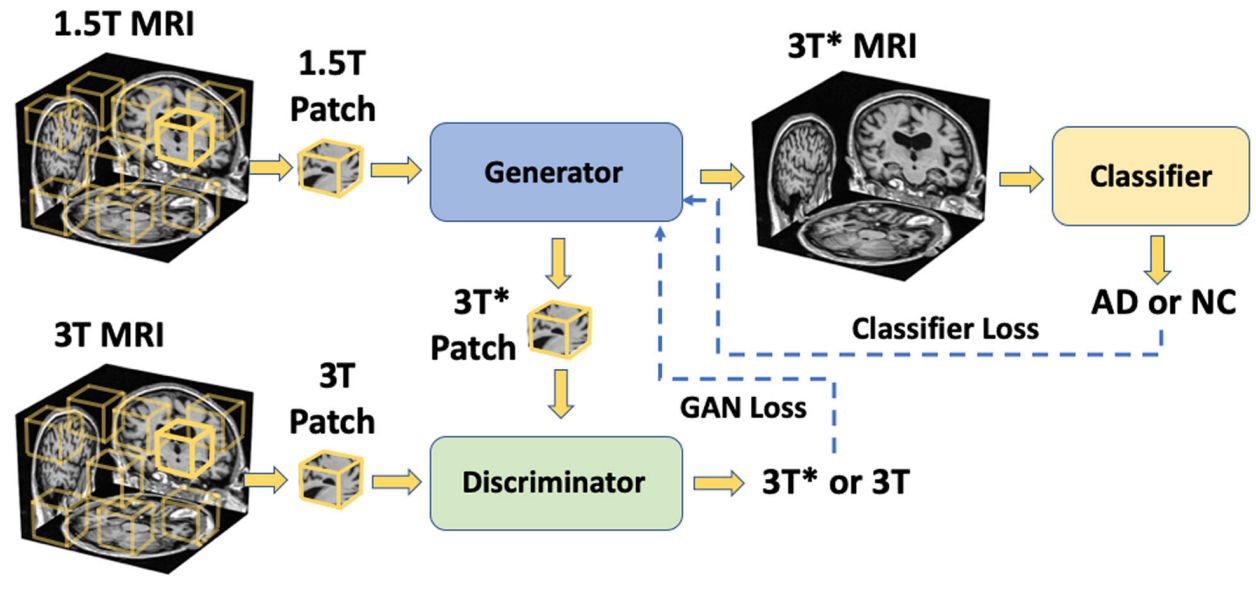 1.5T MRI
1.5T
Patch
Generator
3T* MRI
Classifier
AD or NC
Classifier Loss
3T*
Patch
GAN Loss
3T MRI
3T
Patch
Discriminator
3T* or 3T